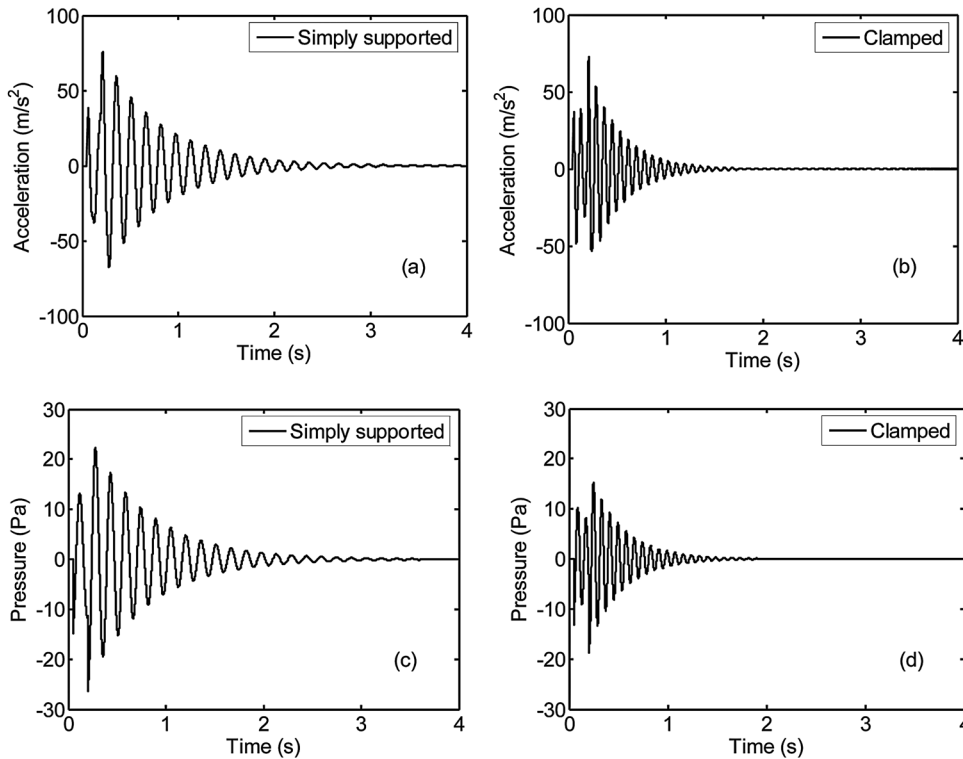 100
50
0
-50
-100
Acceleration (m/s²)
Simply supported
(a)
0 1 2 3 4
Time (s)
100
50
0
-50
-100
Acceleration (m/s²)
Clamped
(b)
0 1 2 3 4
Time (s)
30
20
10
0
-10
-20
-30
Pressure (Pa)
Simply supported
(c)
0 1 2 3 4
Time (s)
30
20
10
0
-10
-20
-30
Pressure (Pa)
Clamped
(d)
0 1 2 3 4
Time (s)